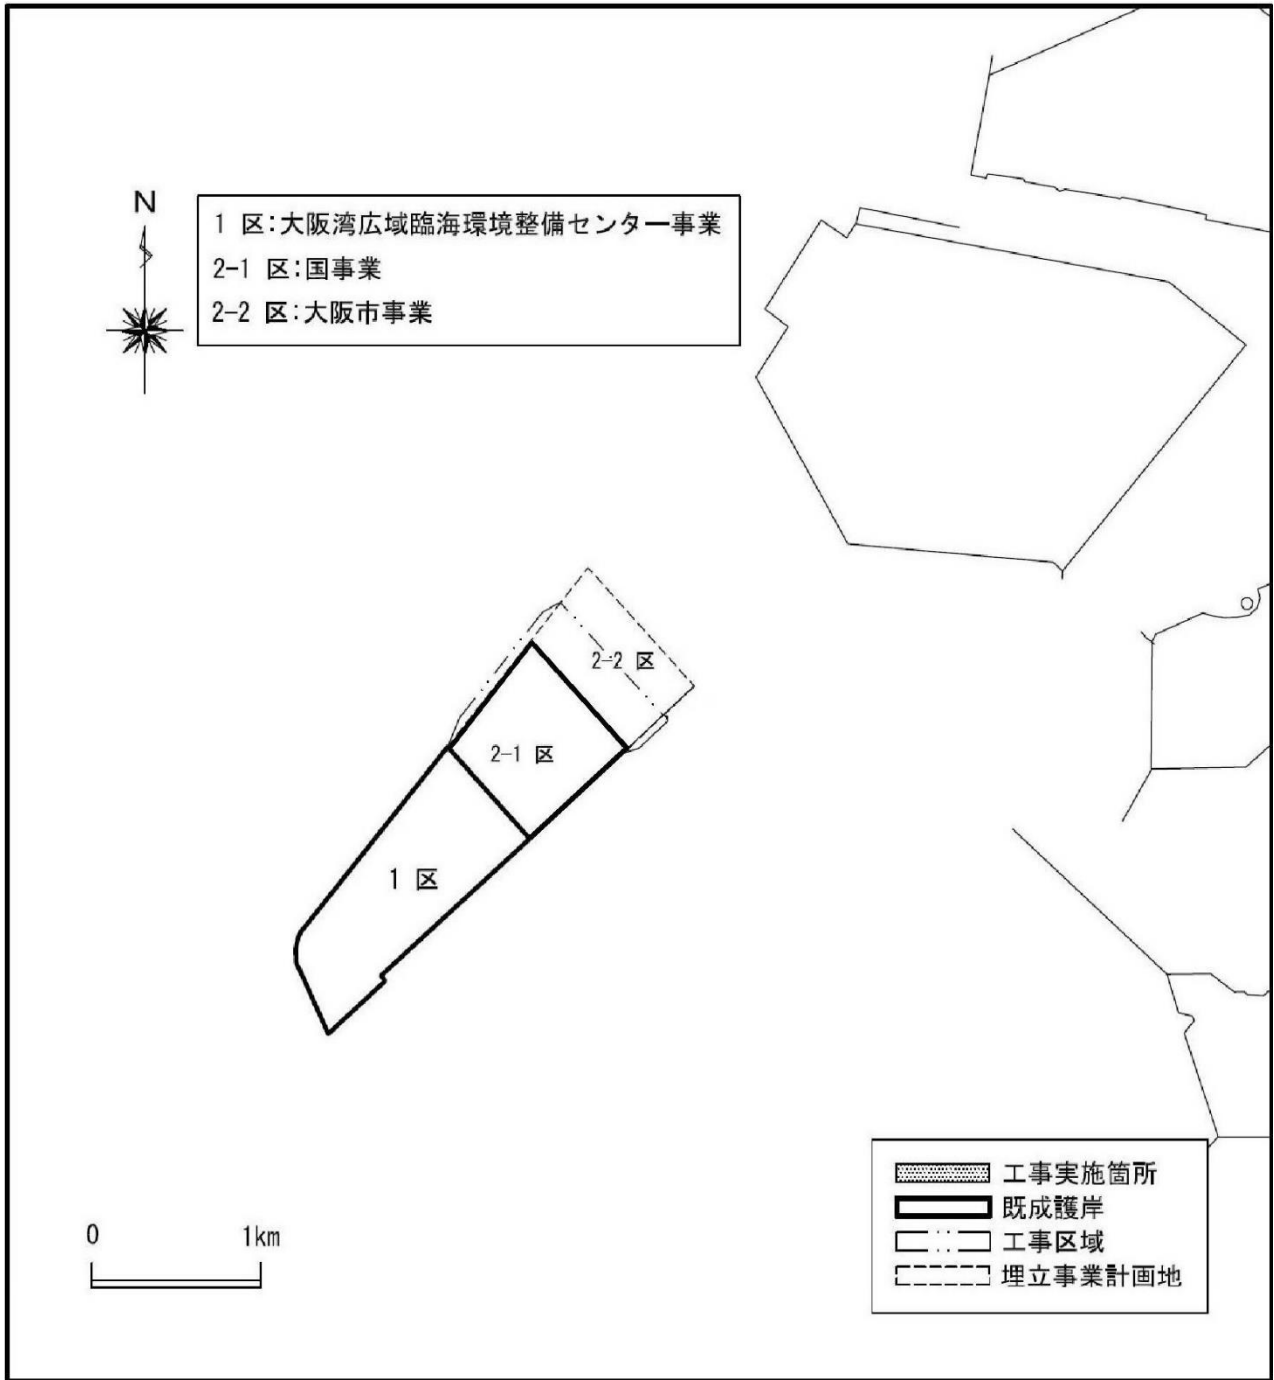 N
1 区:大阪湾広域臨海環境整備センター事業
2-1 区:国事業
2-2 区:大阪市事業
2-2 区
2-1 区
1 区
0 1km
工事実施箇所
既成護岸
工事区域
埋立事業計画地